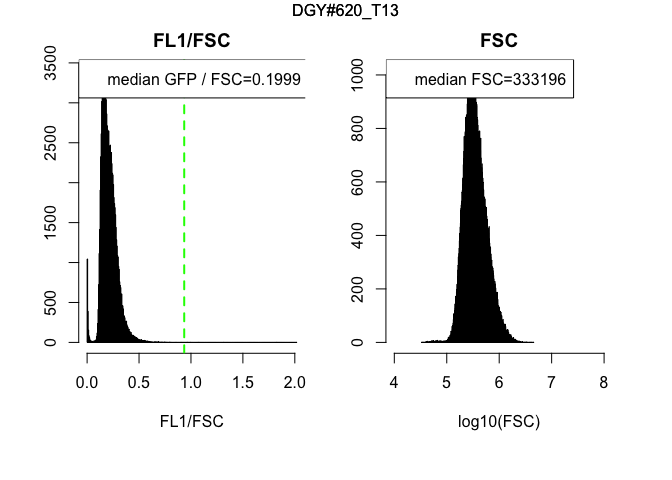 DGY#620_T13
FL1/FSC
median GFP / FSC=0.1999
3500
2500
1500
500
0
0.0 0.5 1.0 1.5 2.0
FL1/FSC
FSC
median FSC=333196
1000
800
600
400
200
0
4 5 6 7 8
log10(FSC)